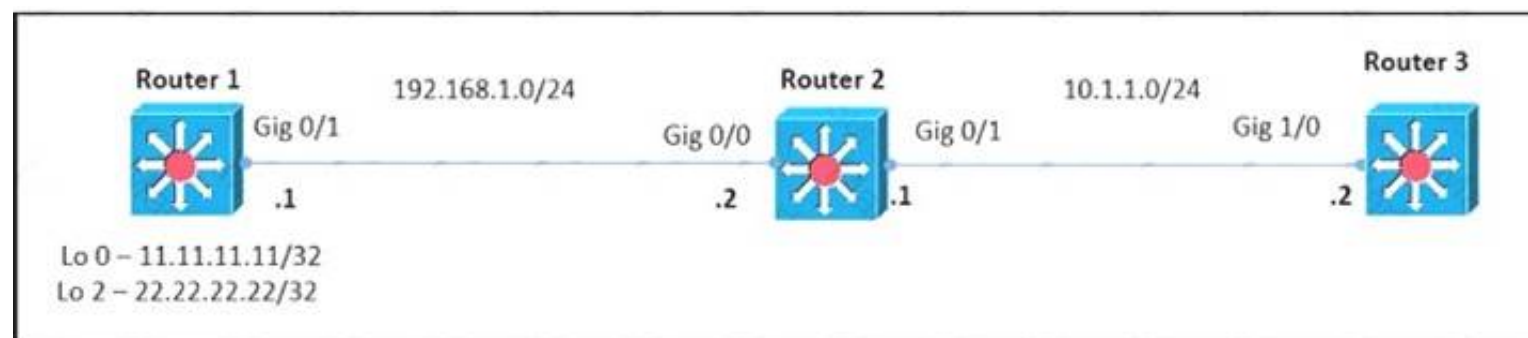 Router 1
192.168.1.0/24
Router 2
10.1.1.0/24
Router 3
Gig 0/1
Gig 0/0
Gig 0/1
Gig 1/0
.1
.2
.1
.2
Lo 0 – 11.11.11.11/32
Lo 2 – 22.22.22.22/32